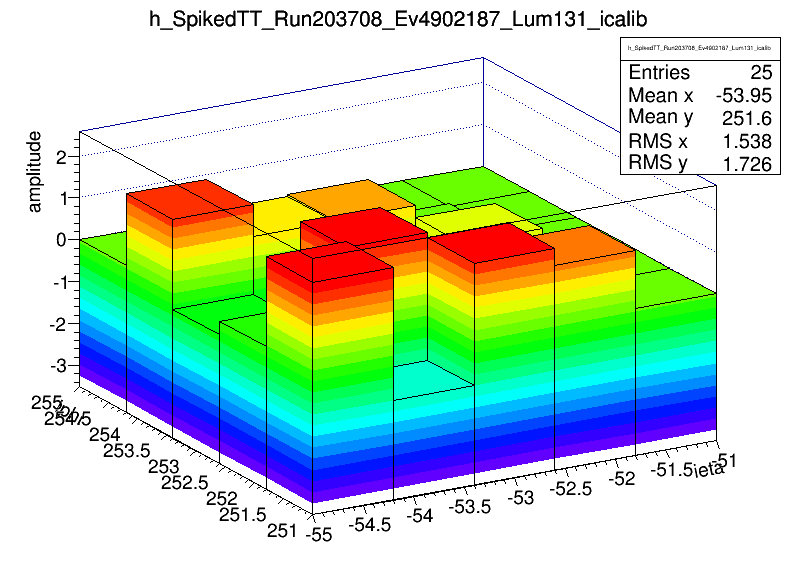 h_SpikedTT_Run203708_Ev4902187_Lum131_icalib
h_SpikedTT_Run203708_Ev4902187_Lum131_icalib
Entries 25
Mean x -53.95
Mean y 251.6
RMS x 1.538
RMS y 1.726
amplitude
2
1
0
-1
-2
-3
255
254.5
254
253.5
253
252.5
252
251.5
251
-55
-54.5
-54
-53.5
-53
-52.5
-52
-51.5
ieta
-51